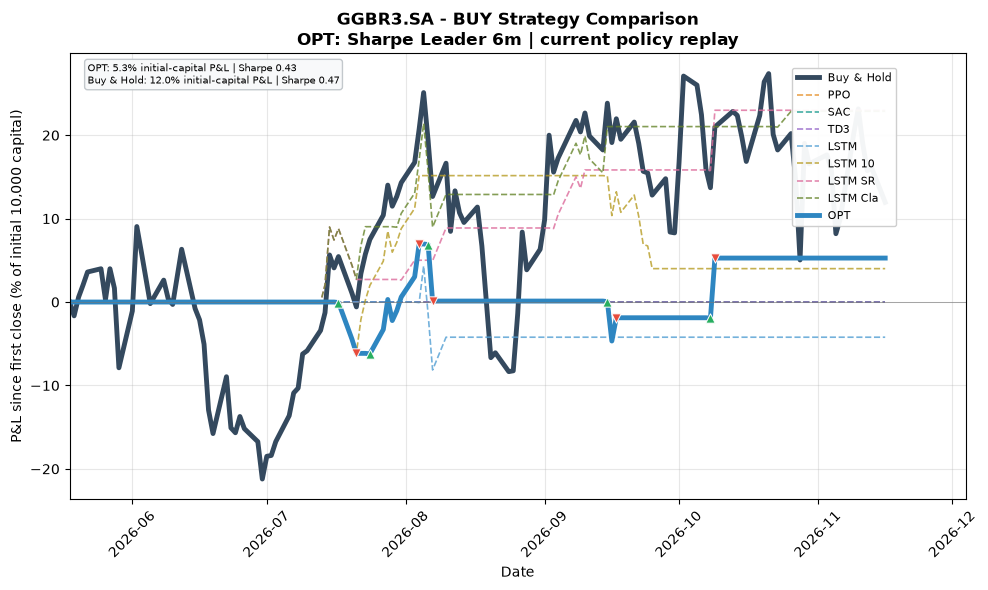 GGBR3.SA - BUY Strategy Comparison
OPT: Sharpe Leader 6m | current policy replay
OPT: 5.3% initial-capital P&L | Sharpe 0.43
Buy & Hold: 12.0% initial-capital P&L | Sharpe 0.47
Buy & Hold
PPO
SAC
TD3
LSTM
LSTM 10
LSTM SR
LSTM Cla
OPT
P&L since first close (% of initial 10,000 capital)
20
10
0
−10
−20
2026-06
2026-07
2026-08
2026-09
2026-10
2026-11
2026-12
Date